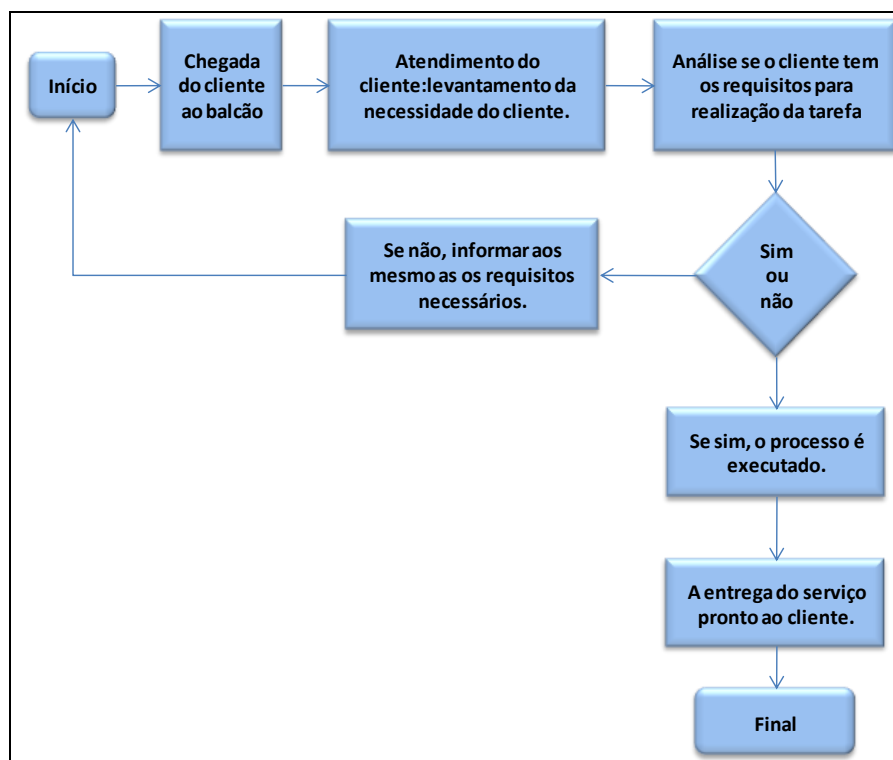 Início
Chegada
do cliente
ao balcão
Atendimento do
cliente:levantamento da
necessidade do cliente.
Análise se o cliente tem
os requisitos para
realização da tarefa
Se não, informar aos
mesmo as os requisitos
necessários.
Sim
ou
não
Se sim, o processo é
executado.
A entrega do serviço
pronto ao cliente.
Final